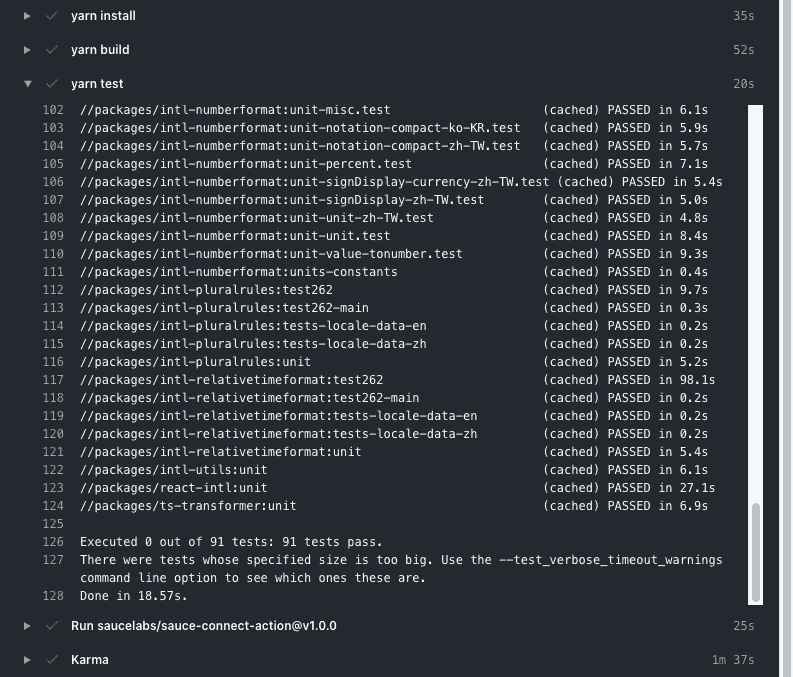 yarn install 35s
yarn build 52s
yarn test 20s
102 //packages/intl-numberformat:unit-misc.test (cached) PASSED in 6.1s
103 //packages/intl-numberformat:unit-notation-compact-ko-KR.test (cached) PASSED in 5.9s
104 //packages/intl-numberformat:unit-notation-compact-zh-TW.test (cached) PASSED in 5.7s
105 //packages/intl-numberformat:unit-percent.test (cached) PASSED in 7.1s
106 //packages/intl-numberformat:unit-signDisplay-currency-zh-TW.test (cached) PASSED in 5.4s
107 //packages/intl-numberformat:unit-signDisplay-zh-TW.test (cached) PASSED in 5.0s
108 //packages/intl-numberformat:unit-unit-zh-TW.test (cached) PASSED in 4.8s
109 //packages/intl-numberformat:unit-unit.test (cached) PASSED in 8.4s
110 //packages/intl-numberformat:unit-value-tonumber.test (cached) PASSED in 9.3s
111 //packages/intl-numberformat:units-constants (cached) PASSED in 0.4s
112 //packages/intl-pluralrules:test262 (cached) PASSED in 9.7s
113 //packages/intl-pluralrules:test262-main (cached) PASSED in 0.3s
114 //packages/intl-pluralrules:tests-locale-data-en (cached) PASSED in 0.2s
115 //packages/intl-pluralrules:tests-locale-data-zh (cached) PASSED in 0.2s
116 //packages/intl-pluralrules:unit (cached) PASSED in 5.2s
117 //packages/intl-relativetimeformat:test262 (cached) PASSED in 98.1s
118 //packages/intl-relativetimeformat:test262-main (cached) PASSED in 0.2s
119 //packages/intl-relativetimeformat:tests-locale-data-en (cached) PASSED in 0.2s
120 //packages/intl-relativetimeformat:tests-locale-data-zh (cached) PASSED in 0.2s
121 //packages/intl-relativetimeformat:unit (cached) PASSED in 5.4s
122 //packages/intl-utils:unit (cached) PASSED in 6.1s
123 //packages/react-intl:unit (cached) PASSED in 27.1s
124 //packages/ts-transformer:unit (cached) PASSED in 6.9s
125
126 Executed 0 out of 91 tests: 91 tests pass.
127 There were tests whose specified size is too big. Use the --test_verbose_timeout_warnings
command line option to see which ones these are.
128 Done in 18.57s.
Run saucelabs/sauce-connect-action@v1.0.0 25s
Karma 1m 37s